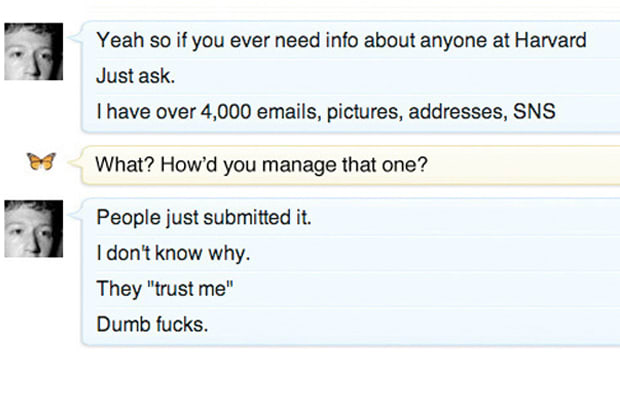 Yeah so if you ever need info about anyone at Harvard
Just ask.
I have over 4,000 emails, pictures, addresses, SNS
What? How'd you manage that one?
People just submitted it.
I don't know why.
They "trust me"
Dumb fucks.